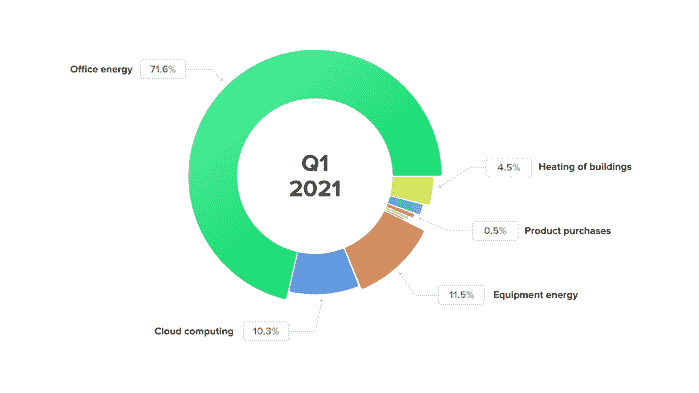 Office energy 71.6%
Q1
2021
4.5% Heating of buildings
0.5% Product purchases
11.5% Equipment energy
Cloud computing 10.3%